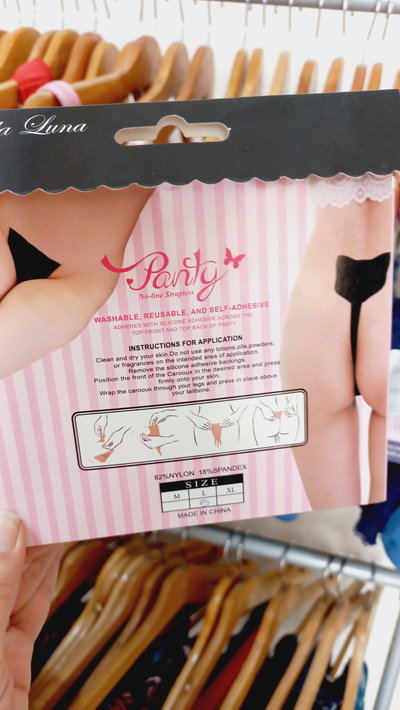 la Luna
Panty
No-line Strapless
WASHABLE, REUSABLE, AND SELF-ADHESIVE
ADHERES WITH SILICONE ADHESIVE ACROSS THE
TOP FRONT AND TOP BACK OF PANTY
INSTRUCTIONS FOR APPLICATION
Clean and dry your skin.Do not use any lotions,oils,powders,
or fragrances on the intended area of application.
Remove the silicone adhesive backings.
Position the front of the Carooux in the desired area and press
firmly onto your skin.
Wrap the carooux through your legs and press in place above
your tailbone.
82%NYLON. 18%SPANDEX
SIZE
M L XL
MADE IN CHINA